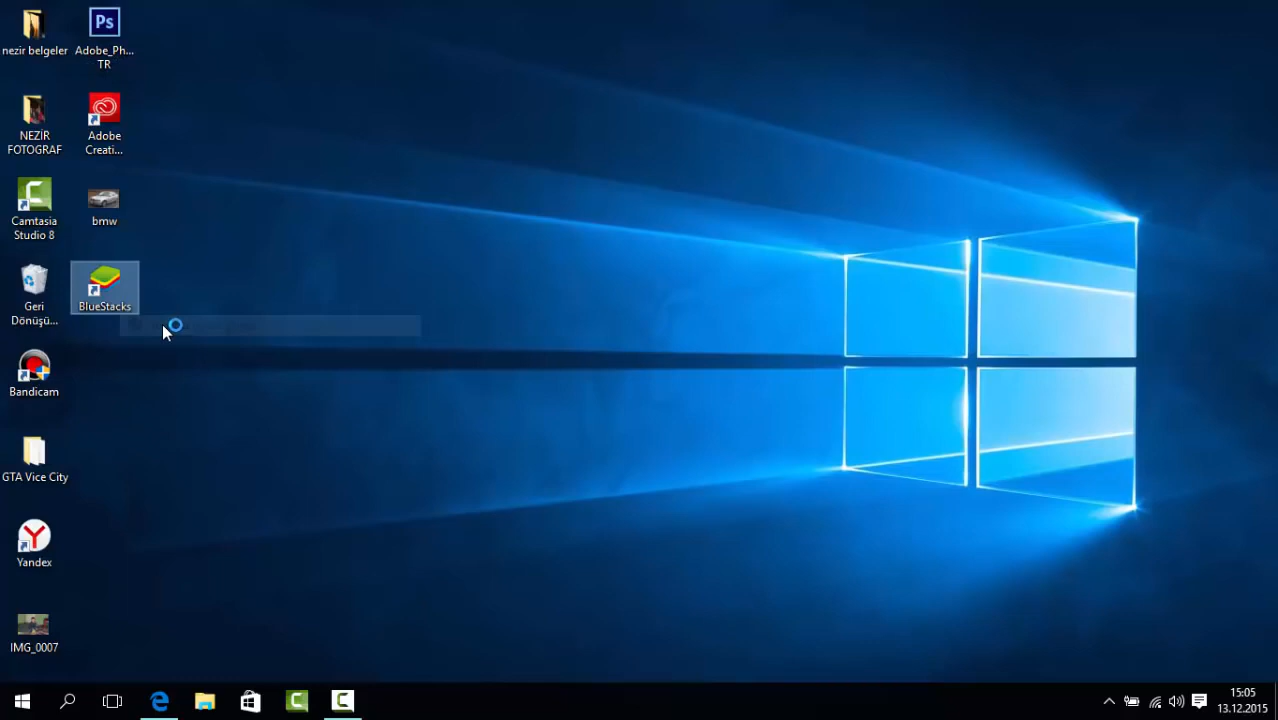 nezir belgeler
Ps
Adobe_Ph...
TR
NEZİR
FOTOGRAF
Adobe
Creati...
Camtasia
Studio 8
bmw
Geri
Dönüşü...
BlueStacks
Bandicam
GTA Vice City
Yandex
IMG_0007
15:05
13.12.2015